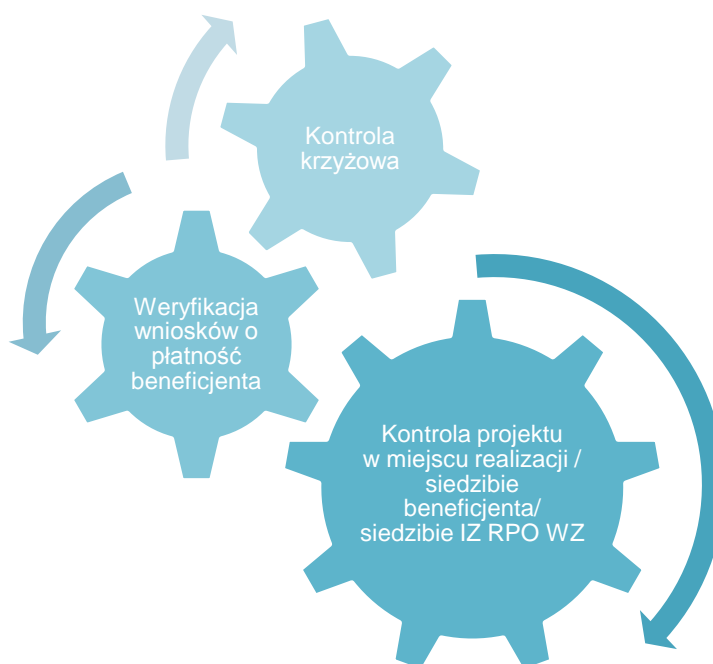 Kontrola
krzyżowa
Weryfikacja
wniosków o
płatność
beneficjenta
Kontrola projektu
w miejscu realizacji /
siedzibie
beneficjenta/
siedzibie IZ RPO WZ